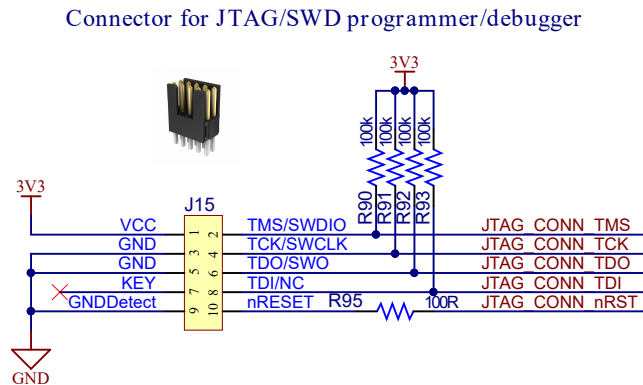 Connector for JTAG/SWD programmer/debugger
3V3
100k
100k
100k
100k
R90
R91
R92
R93
3V3
J15
VCC 1 2 TMS/SWDIO JTAG_CONN_TMS
GND 3 4 TCK/SWCLK JTAG_CONN_TCK
GND 5 6 TDO/SWO JTAG_CONN_TDO
KEY 7 8 TDI/NC JTAG_CONN_TDI
GNDDetect 9 10 nRESET R95 100R JTAG_CONN_nRST
GND